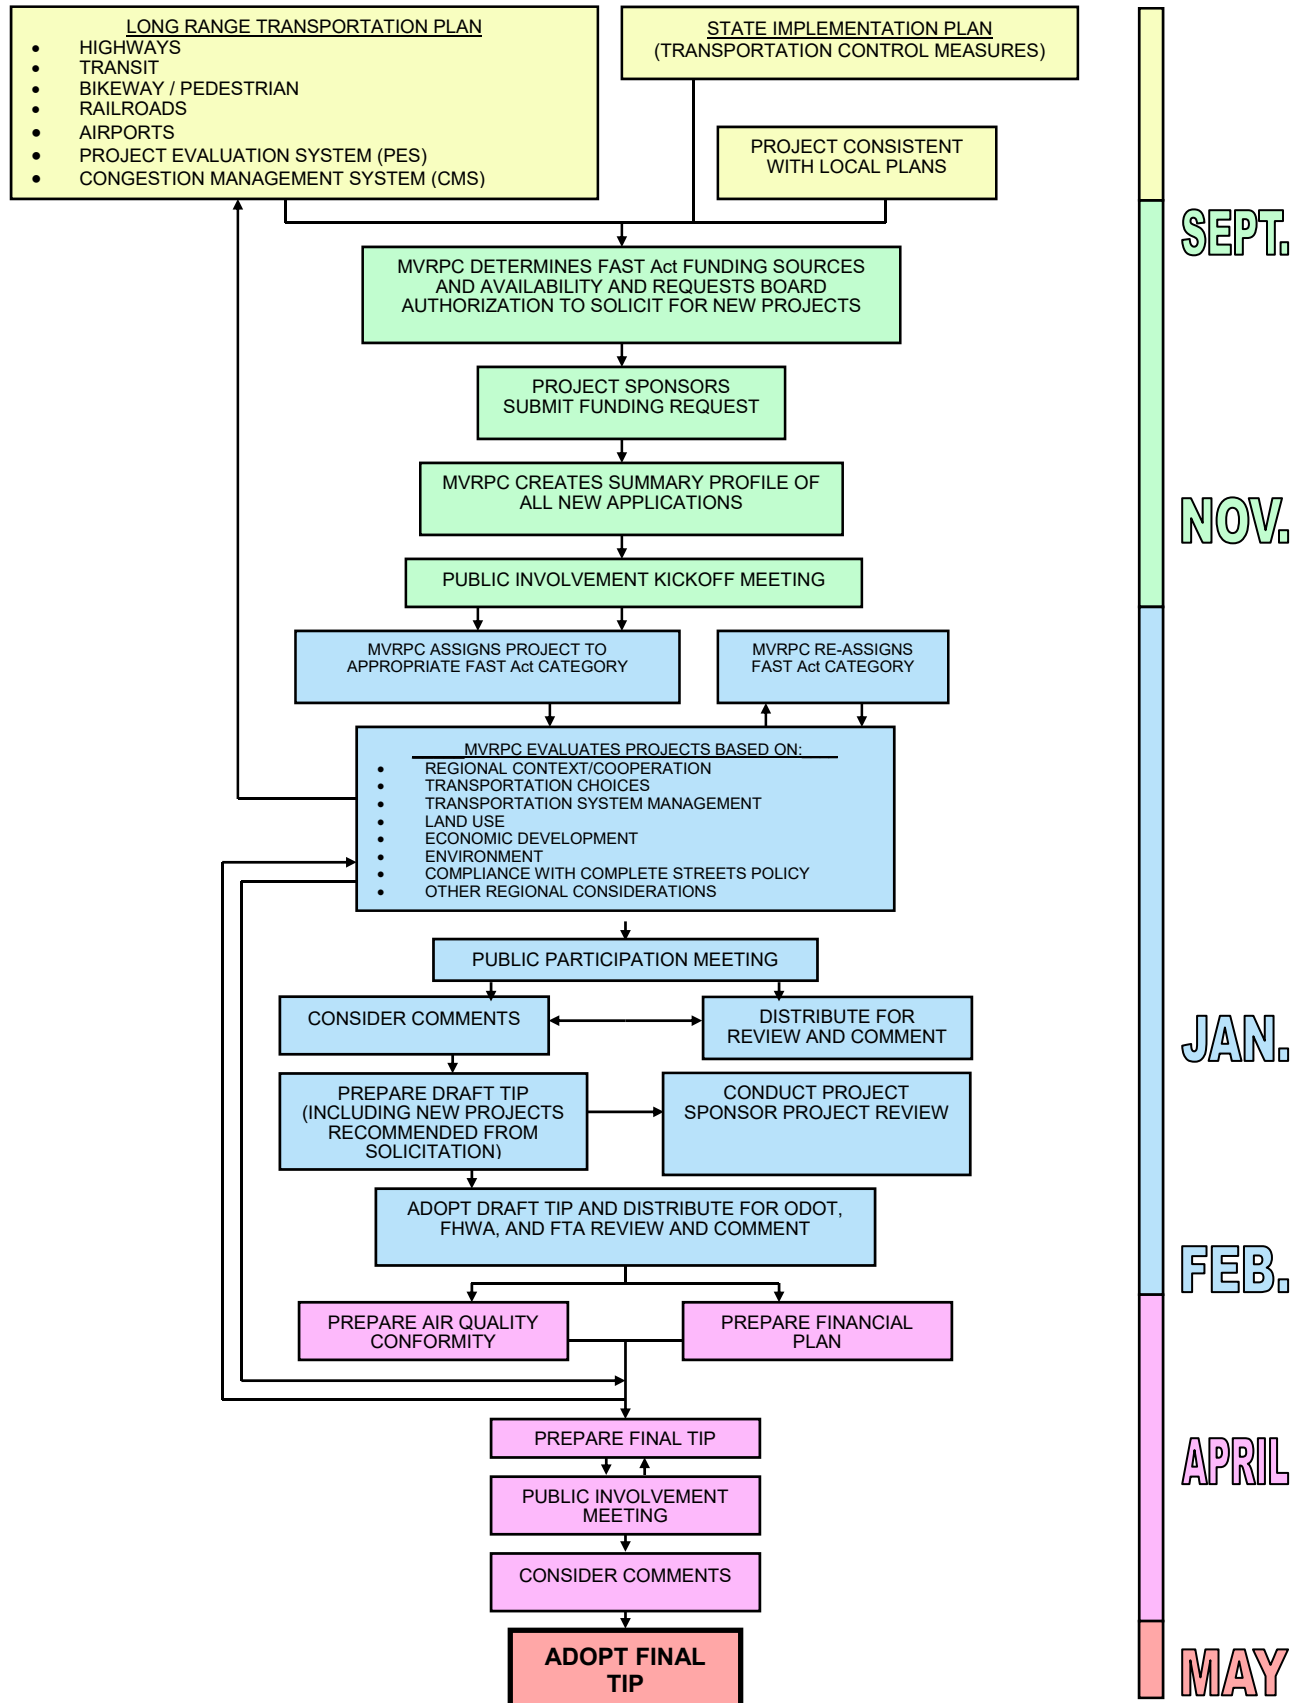 LONG RANGE TRANSPORTATION PLAN
• HIGHWAYS
• TRANSIT
• BIKEWAY / PEDESTRIAN
• RAILROADS
• AIRPORTS
• PROJECT EVALUATION SYSTEM (PES)
• CONGESTION MANAGEMENT SYSTEM (CMS)
STATE IMPLEMENTATION PLAN
(TRANSPORTATION CONTROL MEASURES)
PROJECT CONSISTENT
WITH LOCAL PLANS
SEPT.
MVRPC DETERMINES FAST Act FUNDING SOURCES
AND AVAILABILITY AND REQUESTS BOARD
AUTHORIZATION TO SOLICIT FOR NEW PROJECTS
PROJECT SPONSORS
SUBMIT FUNDING REQUEST
MVRPC CREATES SUMMARY PROFILE OF
ALL NEW APPLICATIONS
NOV.
PUBLIC INVOLVEMENT KICKOFF MEETING
MVRPC ASSIGNS PROJECT TO
APPROPRIATE FAST Act CATEGORY
MVRPC RE-ASSIGNS
FAST Act CATEGORY
MVRPC EVALUATES PROJECTS BASED ON:
• REGIONAL CONTEXT/COOPERATION
• TRANSPORTATION CHOICES
• TRANSPORTATION SYSTEM MANAGEMENT
• LAND USE
• ECONOMIC DEVELOPMENT
• ENVIRONMENT
• COMPLIANCE WITH COMPLETE STREETS POLICY
• OTHER REGIONAL CONSIDERATIONS
PUBLIC PARTICIPATION MEETING
CONSIDER COMMENTS
DISTRIBUTE FOR
REVIEW AND COMMENT
JAN.
PREPARE DRAFT TIP
(INCLUDING NEW PROJECTS
RECOMMENDED FROM
SOLICITATION)
CONDUCT PROJECT
SPONSOR PROJECT REVIEW
ADOPT DRAFT TIP AND DISTRIBUTE FOR ODOT,
FHWA, AND FTA REVIEW AND COMMENT
FEB.
PREPARE AIR QUALITY
CONFORMITY
PREPARE FINANCIAL
PLAN
PREPARE FINAL TIP
APRIL
PUBLIC INVOLVEMENT
MEETING
CONSIDER COMMENTS
ADOPT FINAL
TIP
MAY